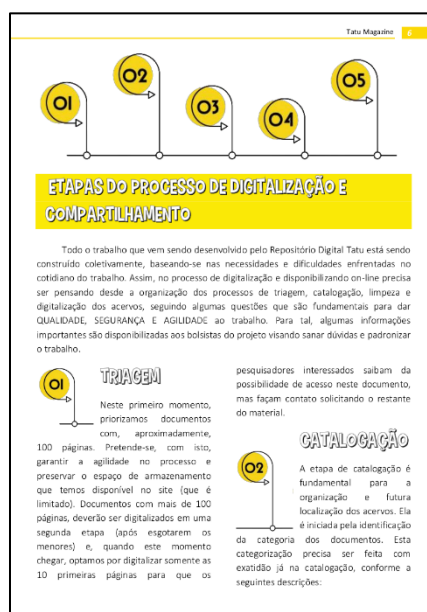 Tatu Magazine 6
01 02 03 04 05
ETAPAS DO PROCESSO DE DIGITALIZAÇÃO E
COMPARTILHAMENTO
Todo o trabalho que vem sendo desenvolvido pelo Repositório Digital Tatu está sendo
construído coletivamente, baseando-se nas necessidades e dificuldades enfrentadas no
cotidiano do trabalho. Assim, no processo de digitalização e disponibilizando on-line precisa
ser pensando desde a organização dos processos de triagem, catalogação, limpeza e
digitalização dos acervos, seguindo algumas questões que são fundamentais para dar
QUALIDADE, SEGURANÇA E AGILIDADE ao trabalho. Para tal, algumas informações
importantes são disponibilizadas aos bolsistas do projeto visando sanar dúvidas e padronizar
o trabalho.
01
TRIAGEM
Neste primeiro momento,
priorizamos documentos
com, aproximadamente,
100 páginas. Pretende-se, com isto,
garantir a agilidade no processo e
preservar o espaço de armazenamento
que temos disponível no site (que é
limitado). Documentos com mais de 100
páginas, deverão ser digitalizados em uma
segunda etapa (após esgotarem os
menores) e, quando este momento
chegar, optamos por digitalizar somente as
10 primeiras páginas para que os
pesquisadores interessados saibam da
possibilidade de acesso neste documento,
mas façam contato solicitando o restante
do material.
CATALOGAÇÃO
02
A etapa de catalogação é
fundamental para a
organização e futura
localização dos acervos. Ela
é iniciada pela identificação
da categoria dos documentos. Esta
categorização precisa ser feita com
exatidão já na catalogação, conforme a
seguintes descrições: